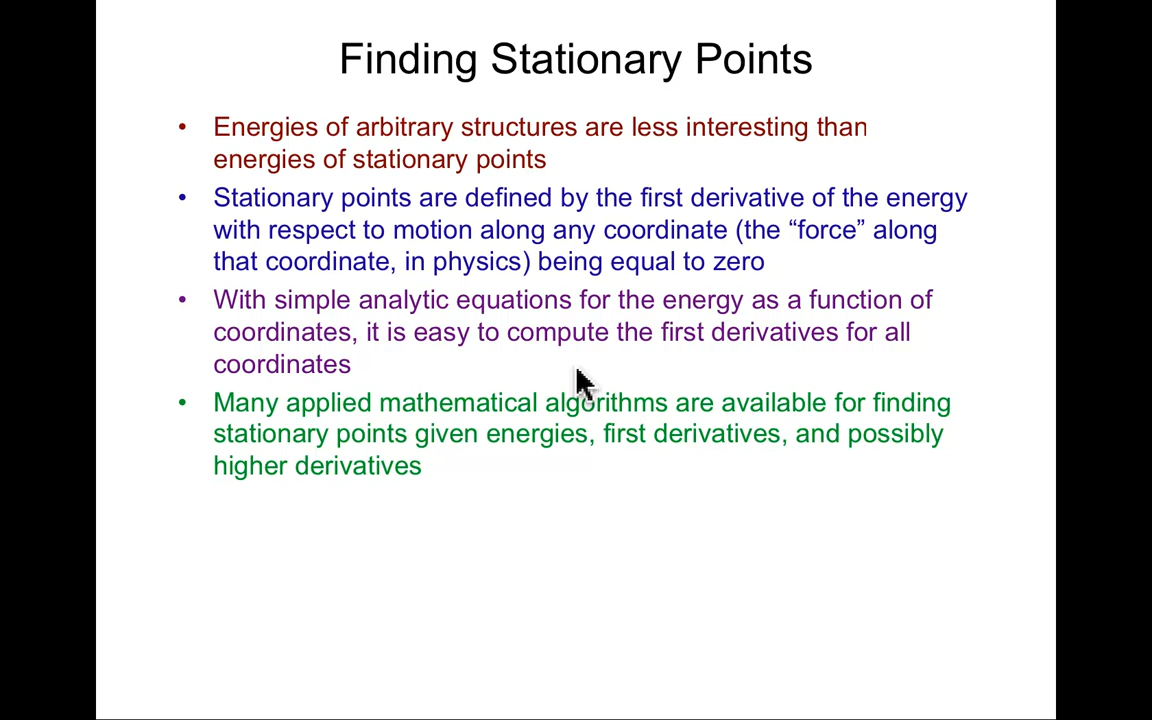 Finding Stationary Points
• Energies of arbitrary structures are less interesting than
energies of stationary points
• Stationary points are defined by the first derivative of the energy
with respect to motion along any coordinate (the “force” along
that coordinate, in physics) being equal to zero
• With simple analytic equations for the energy as a function of
coordinates, it is easy to compute the first derivatives for all
coordinates
• Many applied mathematical algorithms are available for finding
stationary points given energies, first derivatives, and possibly
higher derivatives